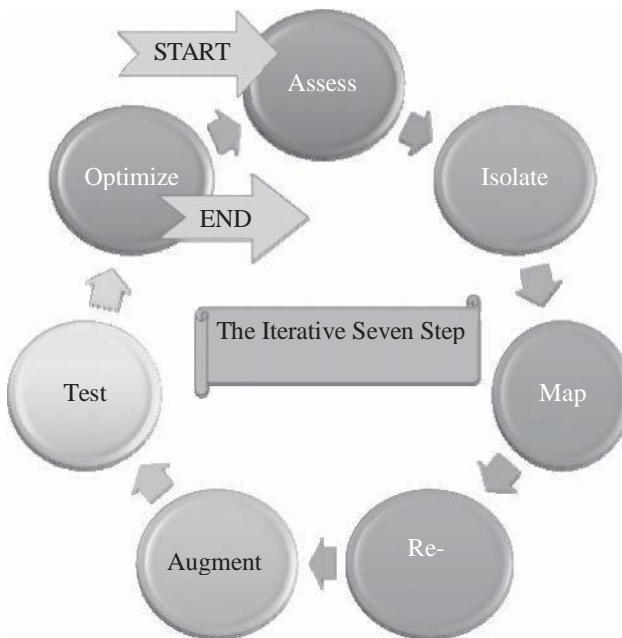 START
Assess
Isolate
Map
Re-
Augment
Test
Optimize
END
The Iterative Seven Step